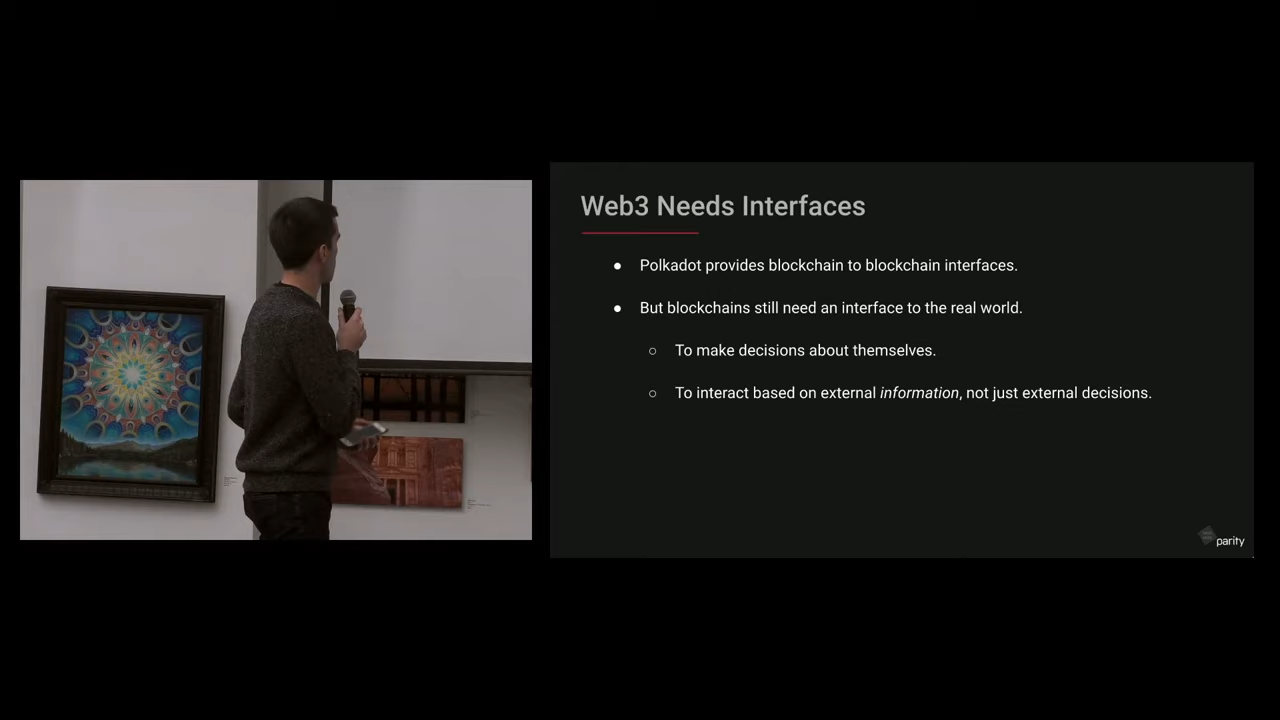 Web3 Needs Interfaces
● Polkadot provides blockchain to blockchain interfaces.
● But blockchains still need an interface to the real world.
○ To make decisions about themselves.
○ To interact based on external information, not just external decisions.
parity